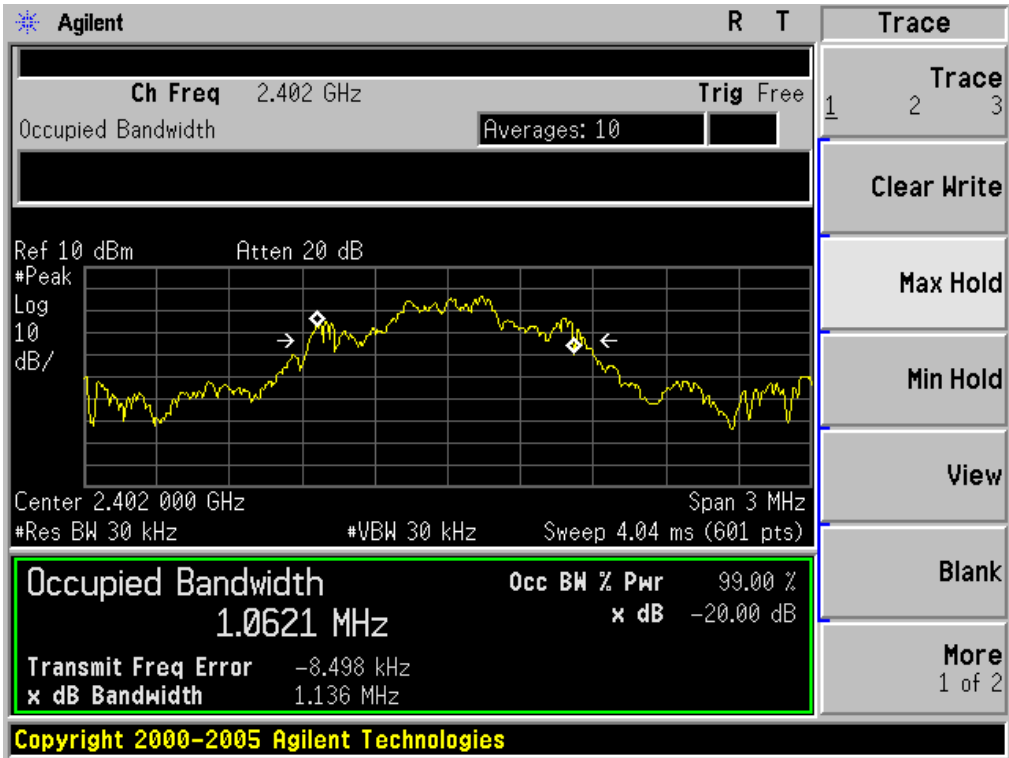 Agilent R T
Ch Freq 2.402 GHz Trig Free
Occupied Bandwidth Averages: 10
Ref 10 dBm Atten 20 dB
#Peak
Log
10
dB/
Center 2.402 000 GHz Span 3 MHz
#Res BW 30 kHz #VBW 30 kHz Sweep 4.04 ms (601 pts)
Occupied Bandwidth Occ BW % Pwr 99.00 %
1.0621 MHz x dB -20.00 dB
Transmit Freq Error -8.498 kHz
x dB Bandwidth 1.136 MHz
Copyright 2000-2005 Agilent Technologies
Trace
Trace
1 2 3
Clear Write
Max Hold
Min Hold
View
Blank
More
1 of 2